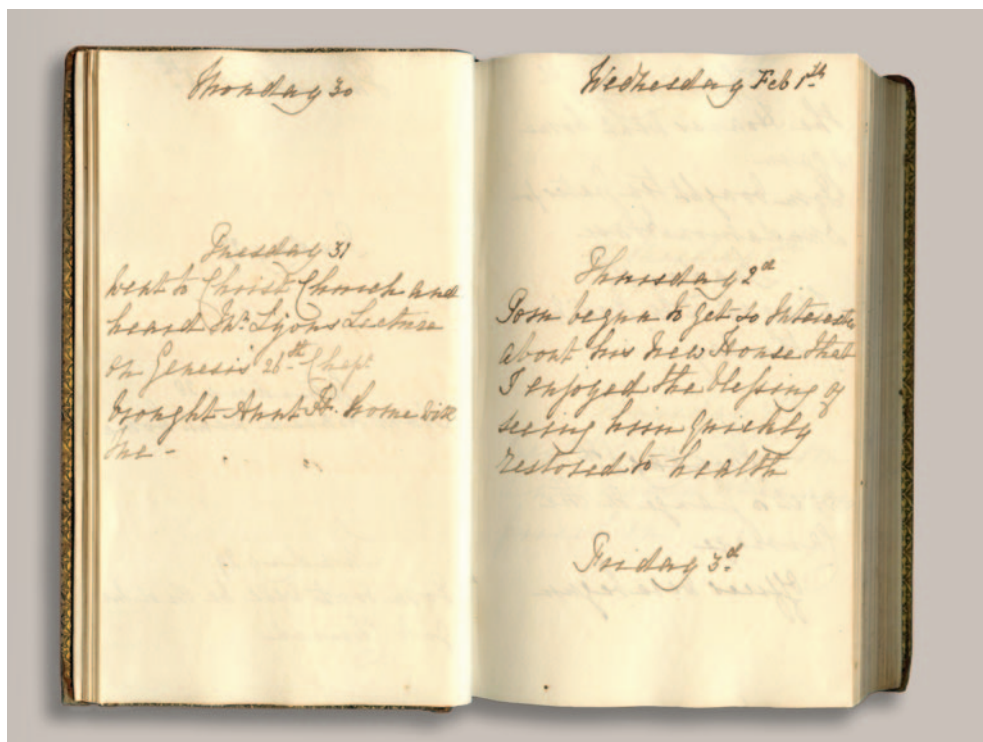 Monday 30
Tuesday 31
Went to Christ Church and
heard Mr Lyons Lecture
on Genesis 26th Chapt
brought Aunt H. home with
me -
Wednesday Feb 1th
Thursday 2d
Tom began to get so Interested
about his New House that
I enjoyed the blessing of
seeing him quickly
restored to health
Friday 3d